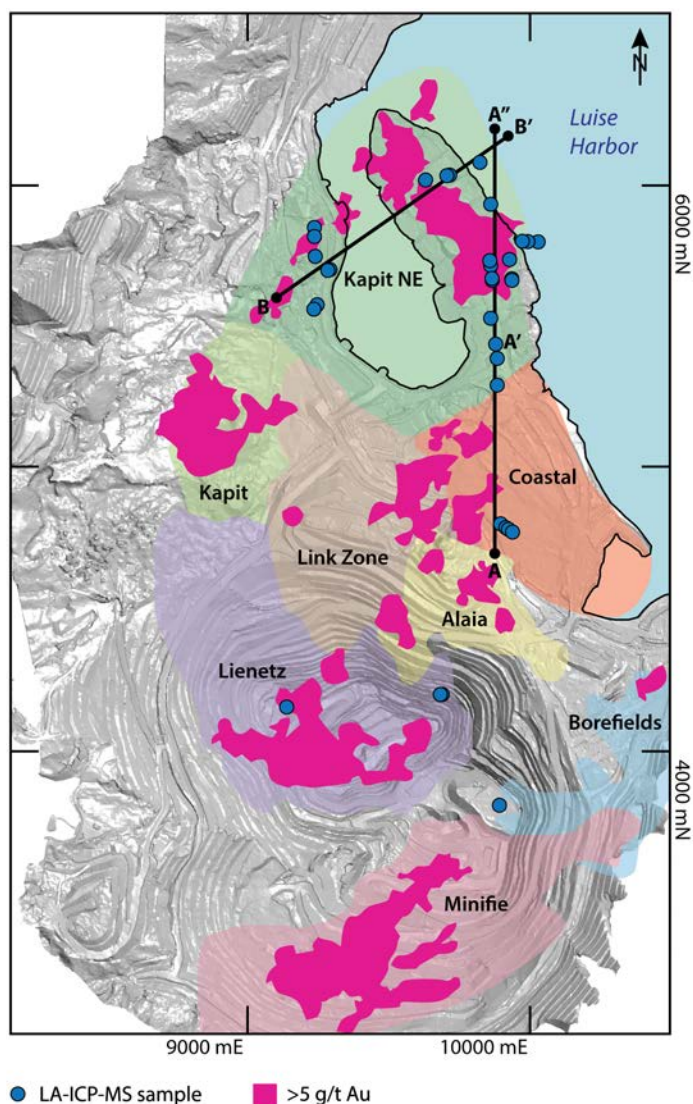 N
A"
B'
Luise
Harbor
6000 mN
Kapit NE
B
A'
Coastal
Kapit
Link Zone
A
Alaia
Lienetz
Borefields
4000 mN
Minifie
9000 mE
10000 mE
LA-ICP-MS sample
>5 g/t Au